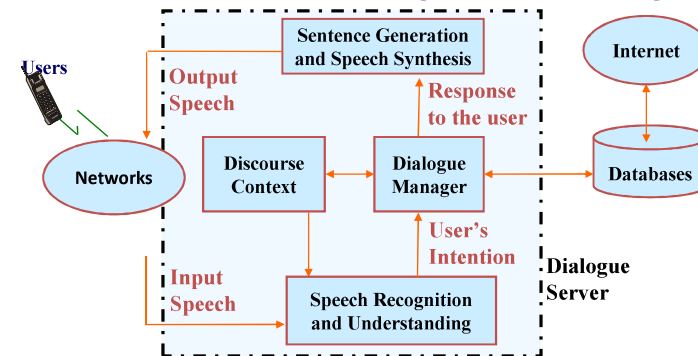 Sentence Generation
and Speech Synthesis
Internet
Users
Output
Speech
Response
to the user
Networks
Discourse
Context
Dialogue
Manager
Databases
User's
Intention
Input
Speech
Dialogue
Server
Speech Recognition
and Understanding